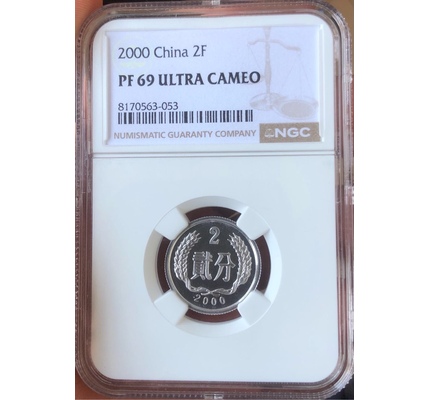 2000 China 2F
PF 69 ULTRA CAMEO
8170563-053
NUMISMATIC GUARANTY COMPANY
NGC
2
貳分
2000